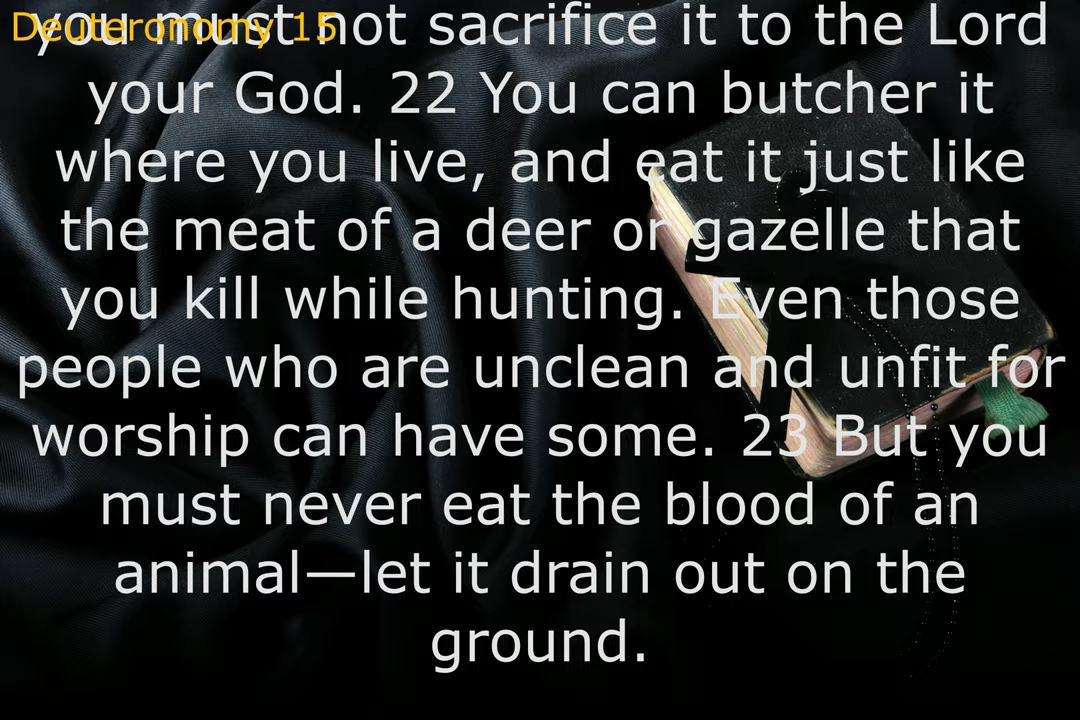 Deuteronomy 15
you must not sacrifice it to the Lord
your God. 22 You can butcher it
where you live, and eat it just like
the meat of a deer or gazelle that
you kill while hunting. Even those
people who are unclean and unfit for
worship can have some. 23 But you
must never eat the blood of an
animal—let it drain out on the
ground.